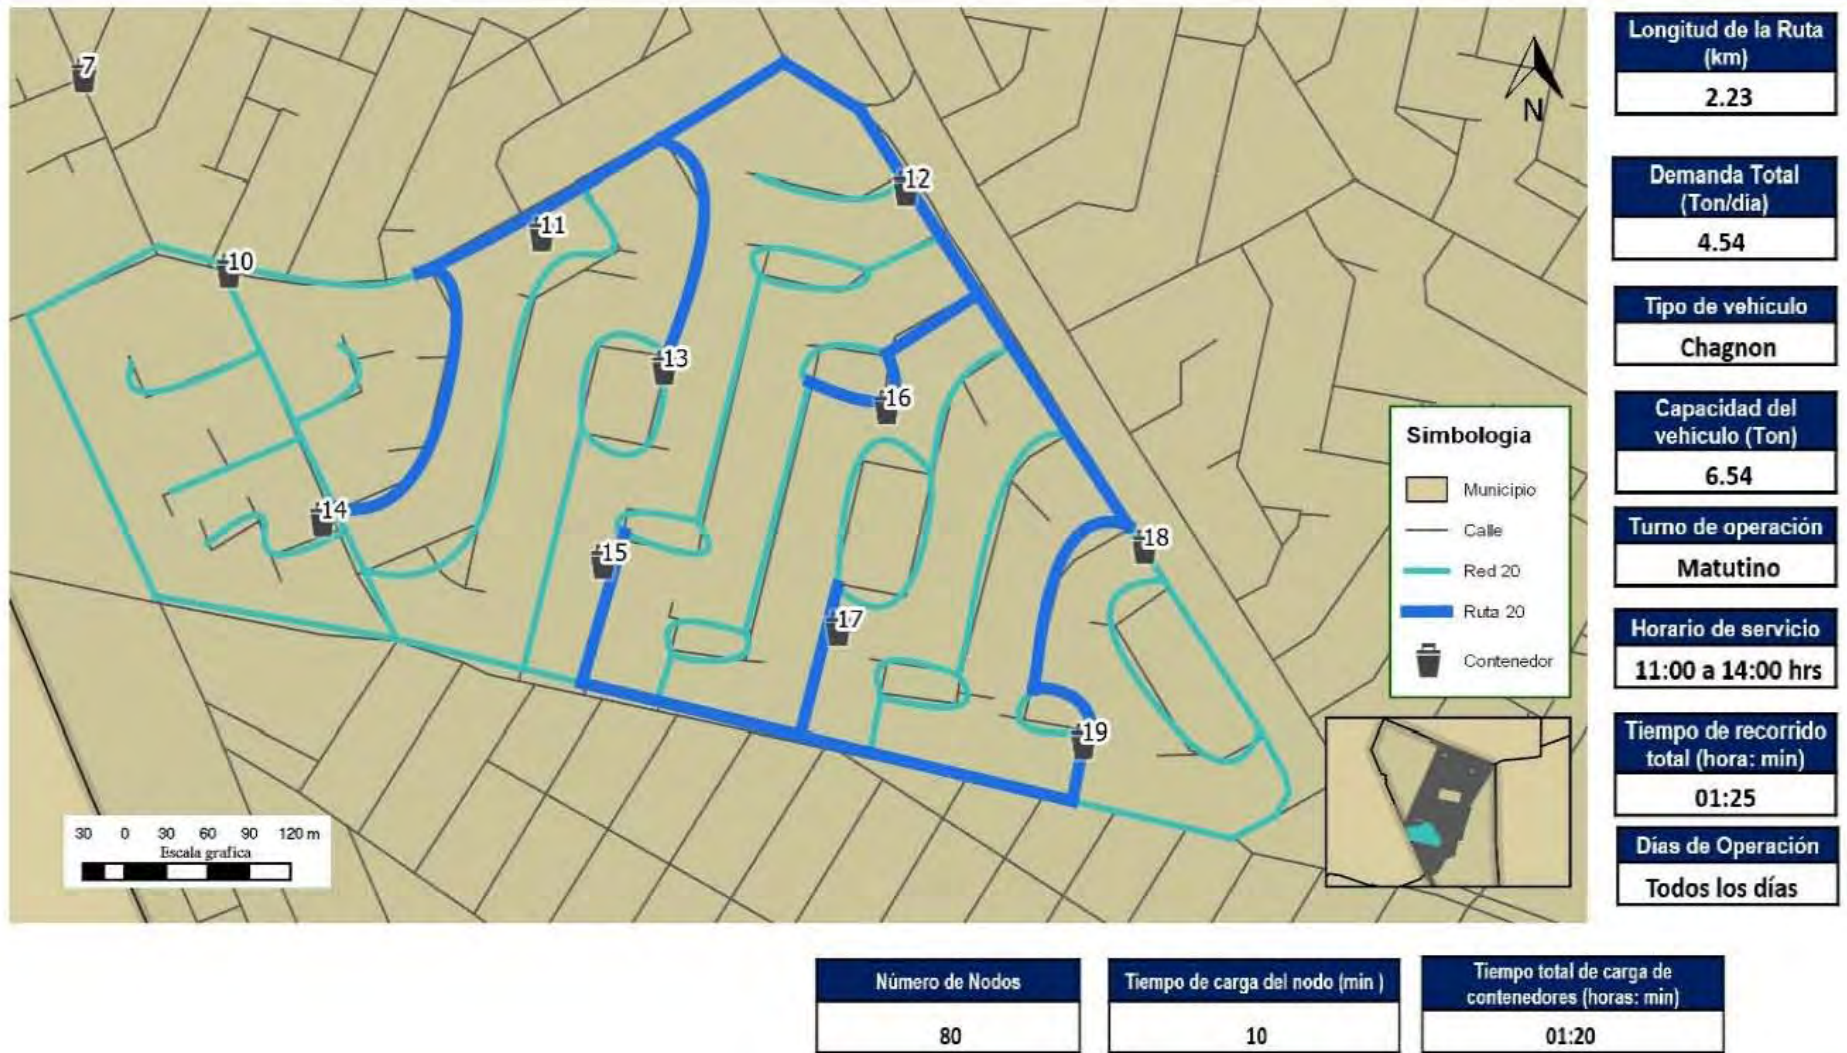 7
12
11
10
13
16
14
15
18
17
19
N
Simbología
Municipio
Calle
Red 20
Ruta 20
Contenedor
30 0 30 60 90 120 m
Escala grafica
Longitud de la Ruta
(km)
2.23
Demanda Total
(Ton/dia)
4.54
Tipo de vehículo
Chagnon
Capacidad del
vehículo (Ton)
6.54
Turno de operación
Matutino
Horario de servicio
11:00 a 14:00 hrs
Tiempo de recorrido
total (hora: min)
01:25
Días de Operación
Todos los días
Número de Nodos
80
Tiempo de carga del nodo (min )
10
Tiempo total de carga de
contenedores (horas: min)
01:20